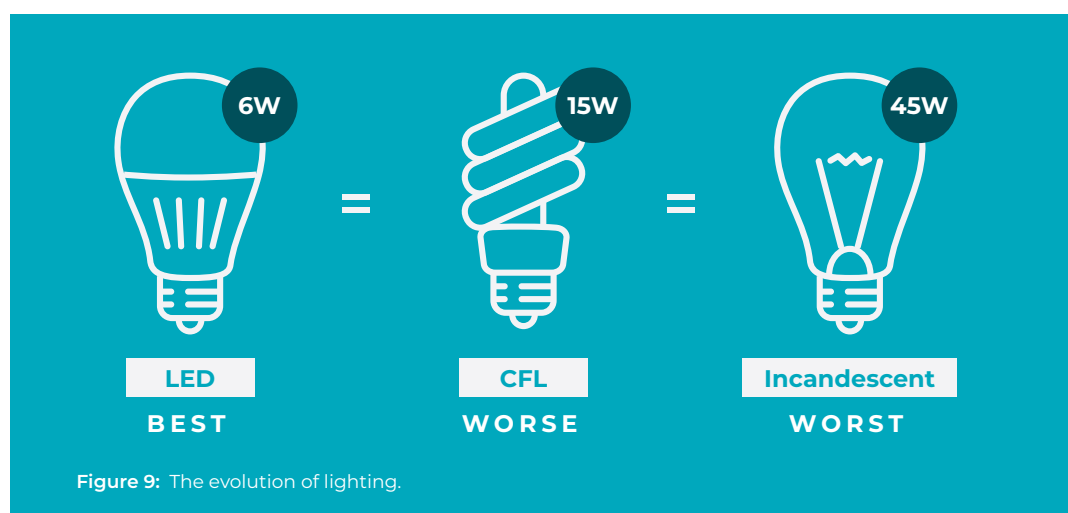 6W
15W
45W
=
=
LED
CFL
Incandescent
BEST
WORSE
WORST
Figure 9: The evolution of lighting.